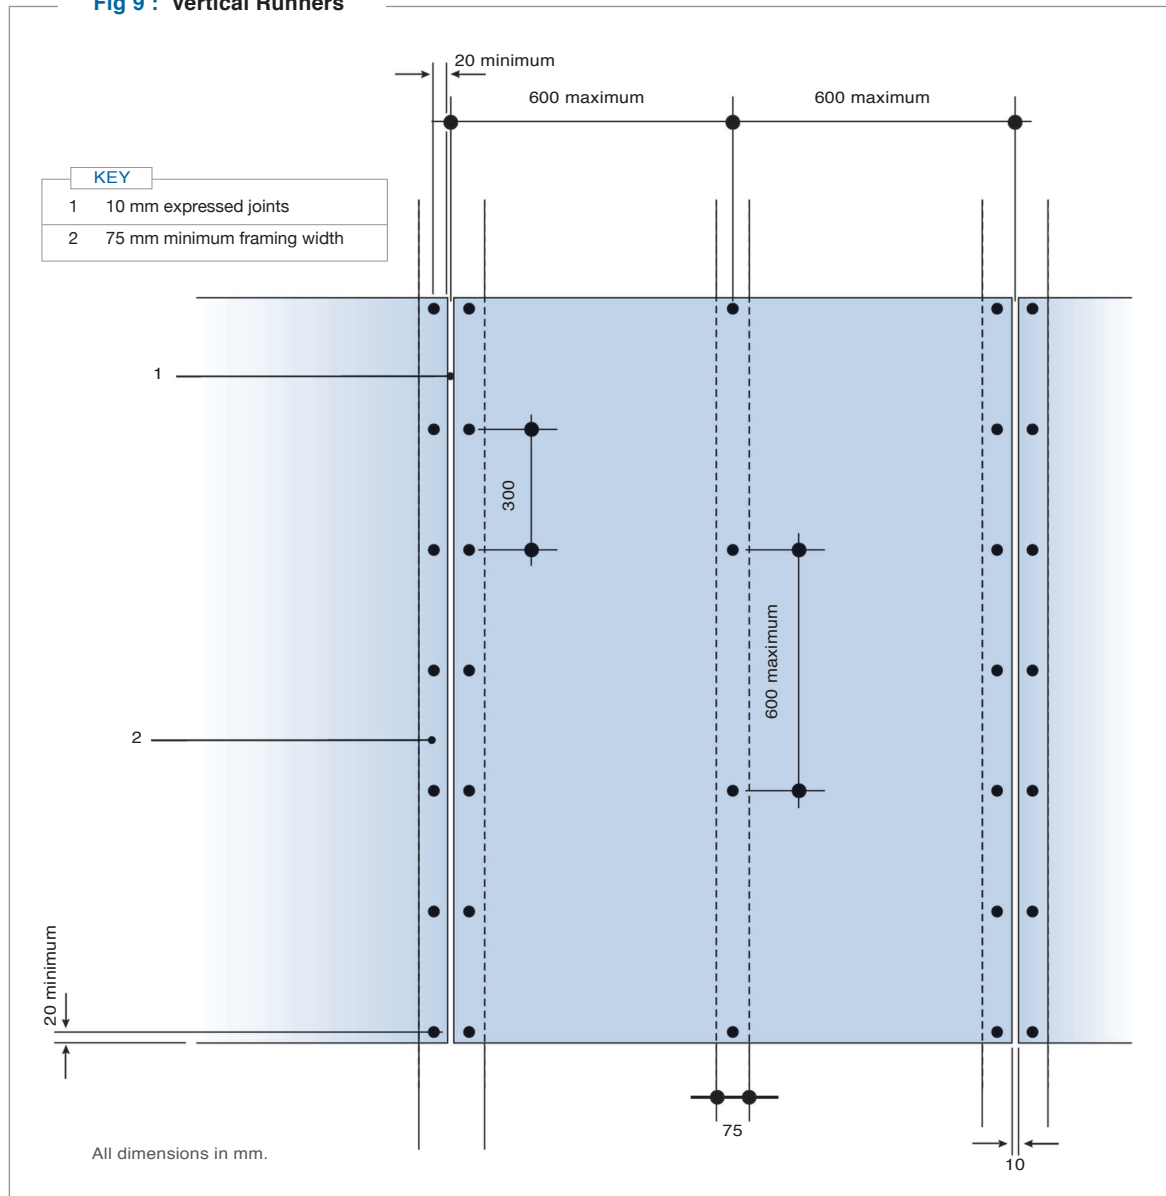 Fig 9 : Vertical Runners
20 minimum
600 maximum 600 maximum
KEY
1 10 mm expressed joints
2 75 mm minimum framing width
1
300
600 maximum
2
20 minimum
75
All dimensions in mm.
10